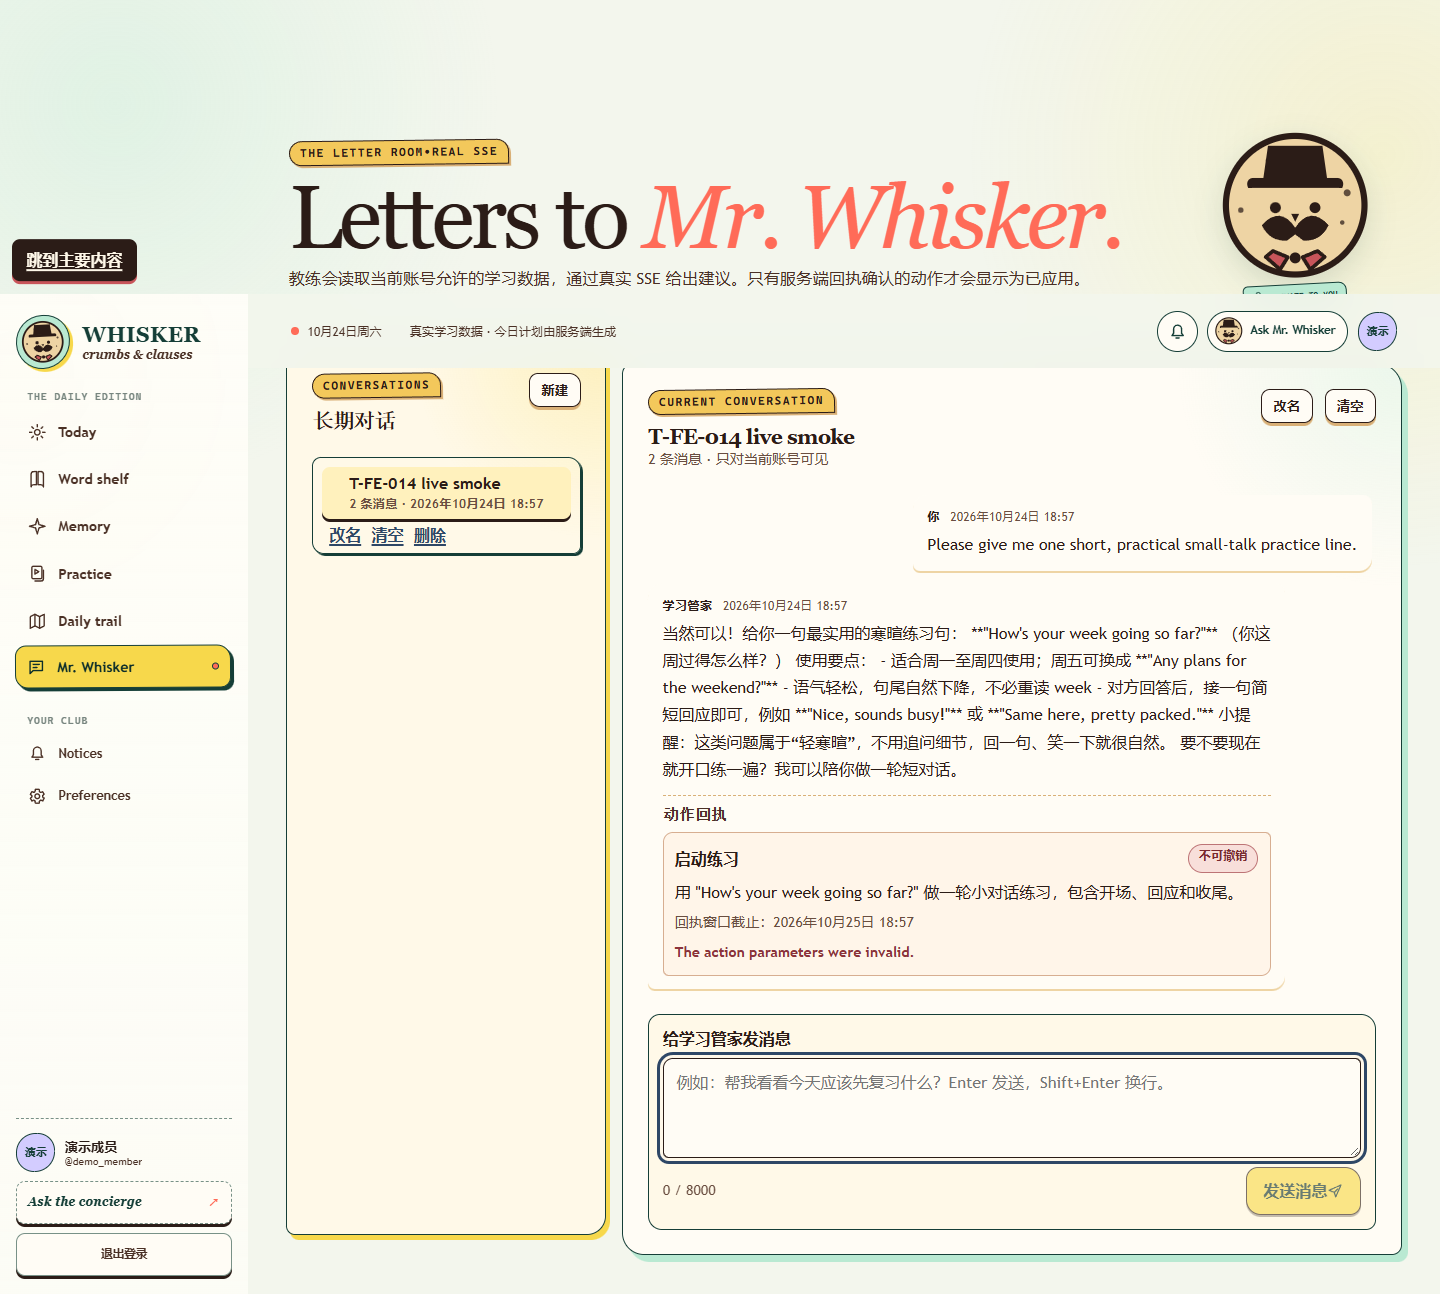 THE LETTER ROOM•REAL SSE
Letters to Mr. Whisker.
教练会读取当前账号允许的学习数据，通过真实 SSE 给出建议。只有服务端回执确认的动作才会显示为已应用。
跳到主要内容
WHISKER
crumbs & clauses
THE DAILY EDITION
Today
Word shelf
Memory
Practice
Daily trail
Mr. Whisker
YOUR CLUB
Notices
Preferences
演示
演示成员
@demo_member
Ask the concierge ↗
退出登录
10月24日周六 真实学习数据 · 今日计划由服务端生成
Ask Mr. Whisker
演示
CONVERSATIONS
新建
长期对话
T-FE-014 live smoke
2 条消息 · 2026年10月24日 18:57
改名 清空 删除
CURRENT CONVERSATION
改名 清空
T-FE-014 live smoke
2 条消息 · 只对当前账号可见
你 2026年10月24日 18:57
Please give me one short, practical small-talk practice line.
学习管家 2026年10月24日 18:57
当然可以！给你一句最实用的寒暄练习句： **"How's your week going so far?"** （你这
周过得怎么样？） 使用要点： - 适合周一至周四使用；周五可换成 **"Any plans for
the weekend?"** - 语气轻松，句尾自然下降，不必重读 week - 对方回答后，接一句简
短回应即可，例如 **"Nice, sounds busy!"** 或 **"Same here, pretty packed."** 小提
醒：这类问题属于“轻寒暄”，不用追问细节，回一句、笑一下就很自然。 要不要现在
就开口练一遍？我可以陪你做一轮短对话。
动作回执
启动练习
不可撤销
用 "How's your week going so far?" 做一轮小对话练习，包含开场、回应和收尾。
回执窗口截止：2026年10月25日 18:57
The action parameters were invalid.
给学习管家发消息
例如：帮我看看今天应该先复习什么？Enter 发送，Shift+Enter 换行。
0 / 8000
发送消息